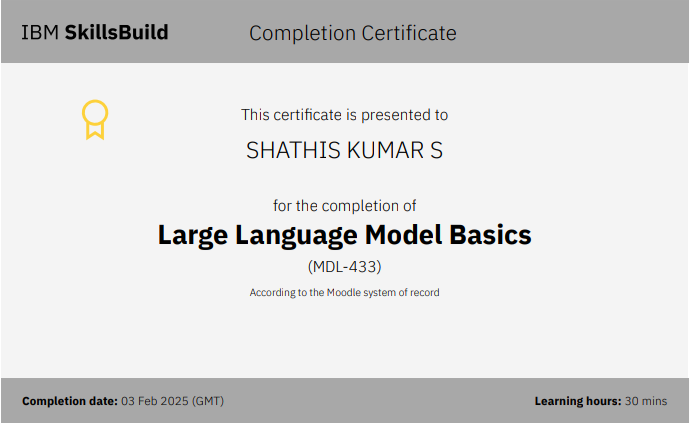 IBM SkillsBuild
Completion Certificate
This certificate is presented to
SHATHIS KUMAR S
for the completion of
Large Language Model Basics
(MDL-433)
According to the Moodle system of record
Completion date: 03 Feb 2025 (GMT)
Learning hours: 30 mins